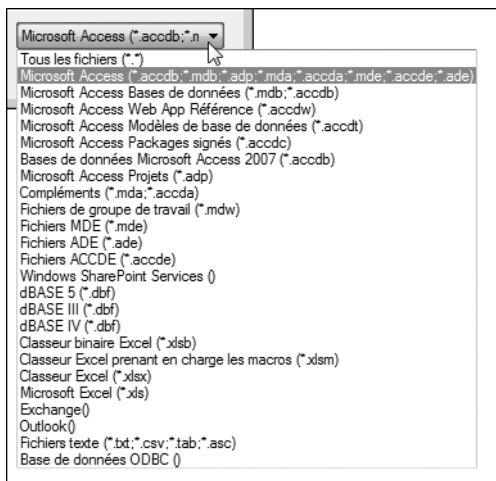 Microsoft Access (*.accdb;*.n
Tous les fichiers (*.*)
Microsoft Access (*.accdb;*.mdb;*.adp;*.mda;*.accda;*.mde;*.accde;*.ade)
Microsoft Access Bases de données (*.mdb;*.accdb)
Microsoft Access Web App Référence (*.accdw)
Microsoft Access Modèles de base de données (*.accdt)
Microsoft Access Packages signés (*.accdc)
Bases de données Microsoft Access 2007 (*.accdb)
Microsoft Access Projets (*.adp)
Compléments (*.mda;*.accda)
Fichiers de groupe de travail (*.mdw)
Fichiers MDE (*.mde)
Fichiers ADE (*.ade)
Fichiers ACCDE (*.accde)
Windows SharePoint Services ()
dBASE 5 (*.dbf)
dBASE III (*.dbf)
dBASE IV (*.dbf)
Classeur binaire Excel (*.xlsb)
Classeur Excel prenant en charge les macros (*.xlsm)
Classeur Excel (*.xlsx)
Microsoft Excel (*.xls)
Exchange()
Outlook()
Fichiers texte (*.txt;*.csv;*.tab;*.asc)
Base de données ODBC ()